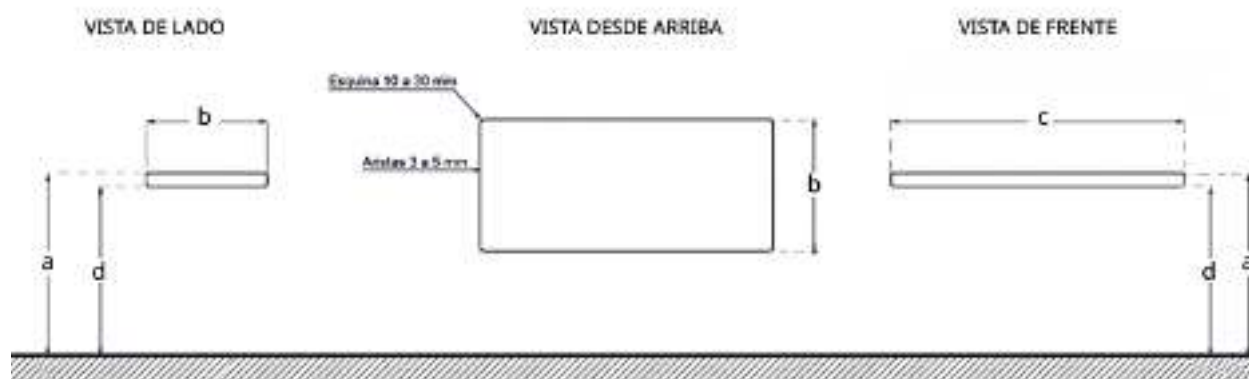 VISTA DE LADO
VISTA DESDE ARRIBA
VISTA DE FRENTE
Esquina 10 a 30 mm
b
c
Aristas 3 a 5 mm
b
a
d
d
a